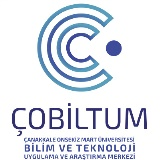 ÇOBİLTUM
ÇANAKKALE ONSEKİZ MART ÜNİVERSİTESİ
BİLİM VE TEKNOLOJİ
UYGULAMA VE ARAŞTIRMA MERKEZİ